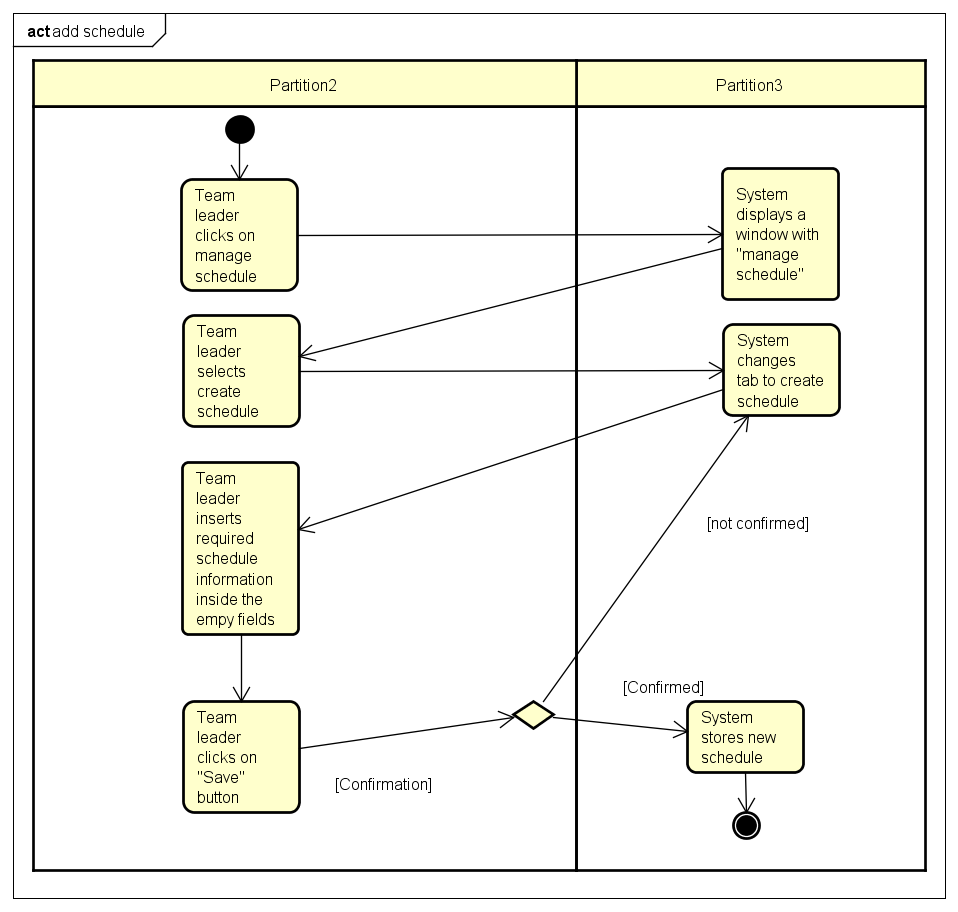 act add schedule
Partition2
Partition3
Team
leader
clicks on
manage
schedule
System
displays a
window with
"manage
schedule"
Team
leader
selects
create
schedule
System
changes
tab to create
schedule
Team
leader
inserts
required
schedule
information
inside the
empy fields
[not confirmed]
Team
leader
clicks on
"Save"
button
[Confirmation]
[Confirmed]
System
stores new
schedule